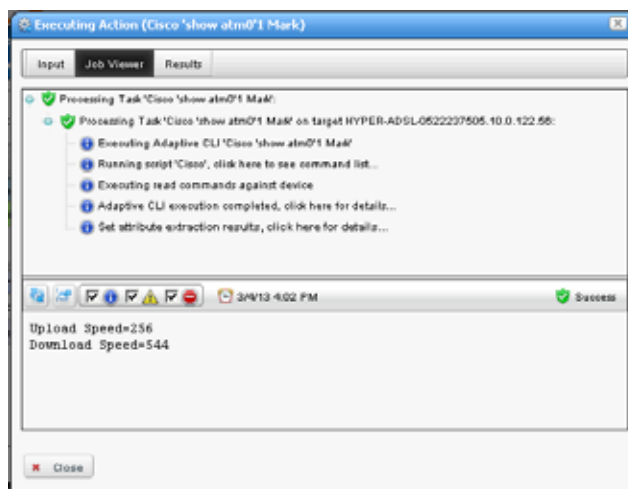 Executing Action (Cisco 'show atm0'1 Mark)
Input Job Viewer Results
Processing Task 'Cisco 'show atm0'1 Mark':
Processing Task 'Cisco 'show atm0'1 Mark' on target HYPER-ADSL-0522237505.10.0.122.56:
Executing Adaptive CLI 'Cisco 'show atm0'1 Mark'
Running script 'Cisco', click here to see command list...
Executing read commands against device
Adaptive CLI execution completed, click here for details...
Set attribute extraction results, click here for details...
3/4/13 4:02 PM Success
Upload Speed=256
Download Speed=544
Close